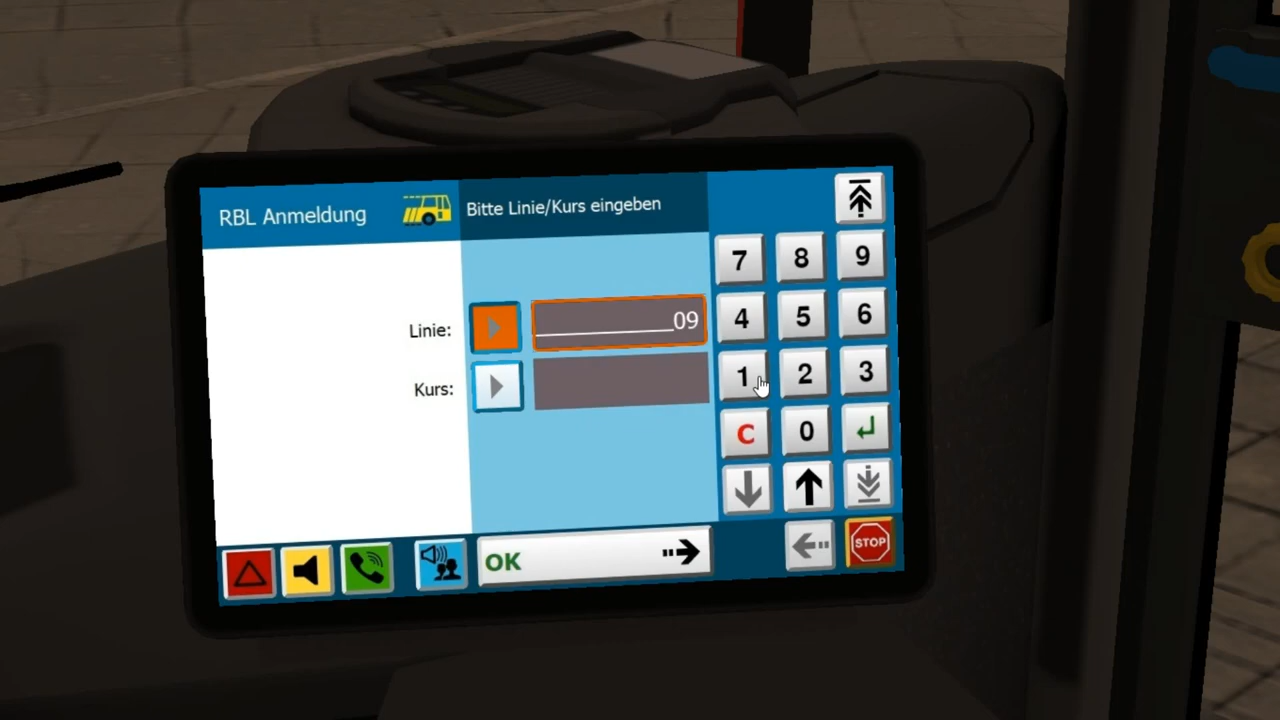 RBL Anmeldung
Bitte Linie/Kurs eingeben
Linie: 09
Kurs:
7 8 9
4 5 6
1 2 3
C 0
OK
STOP